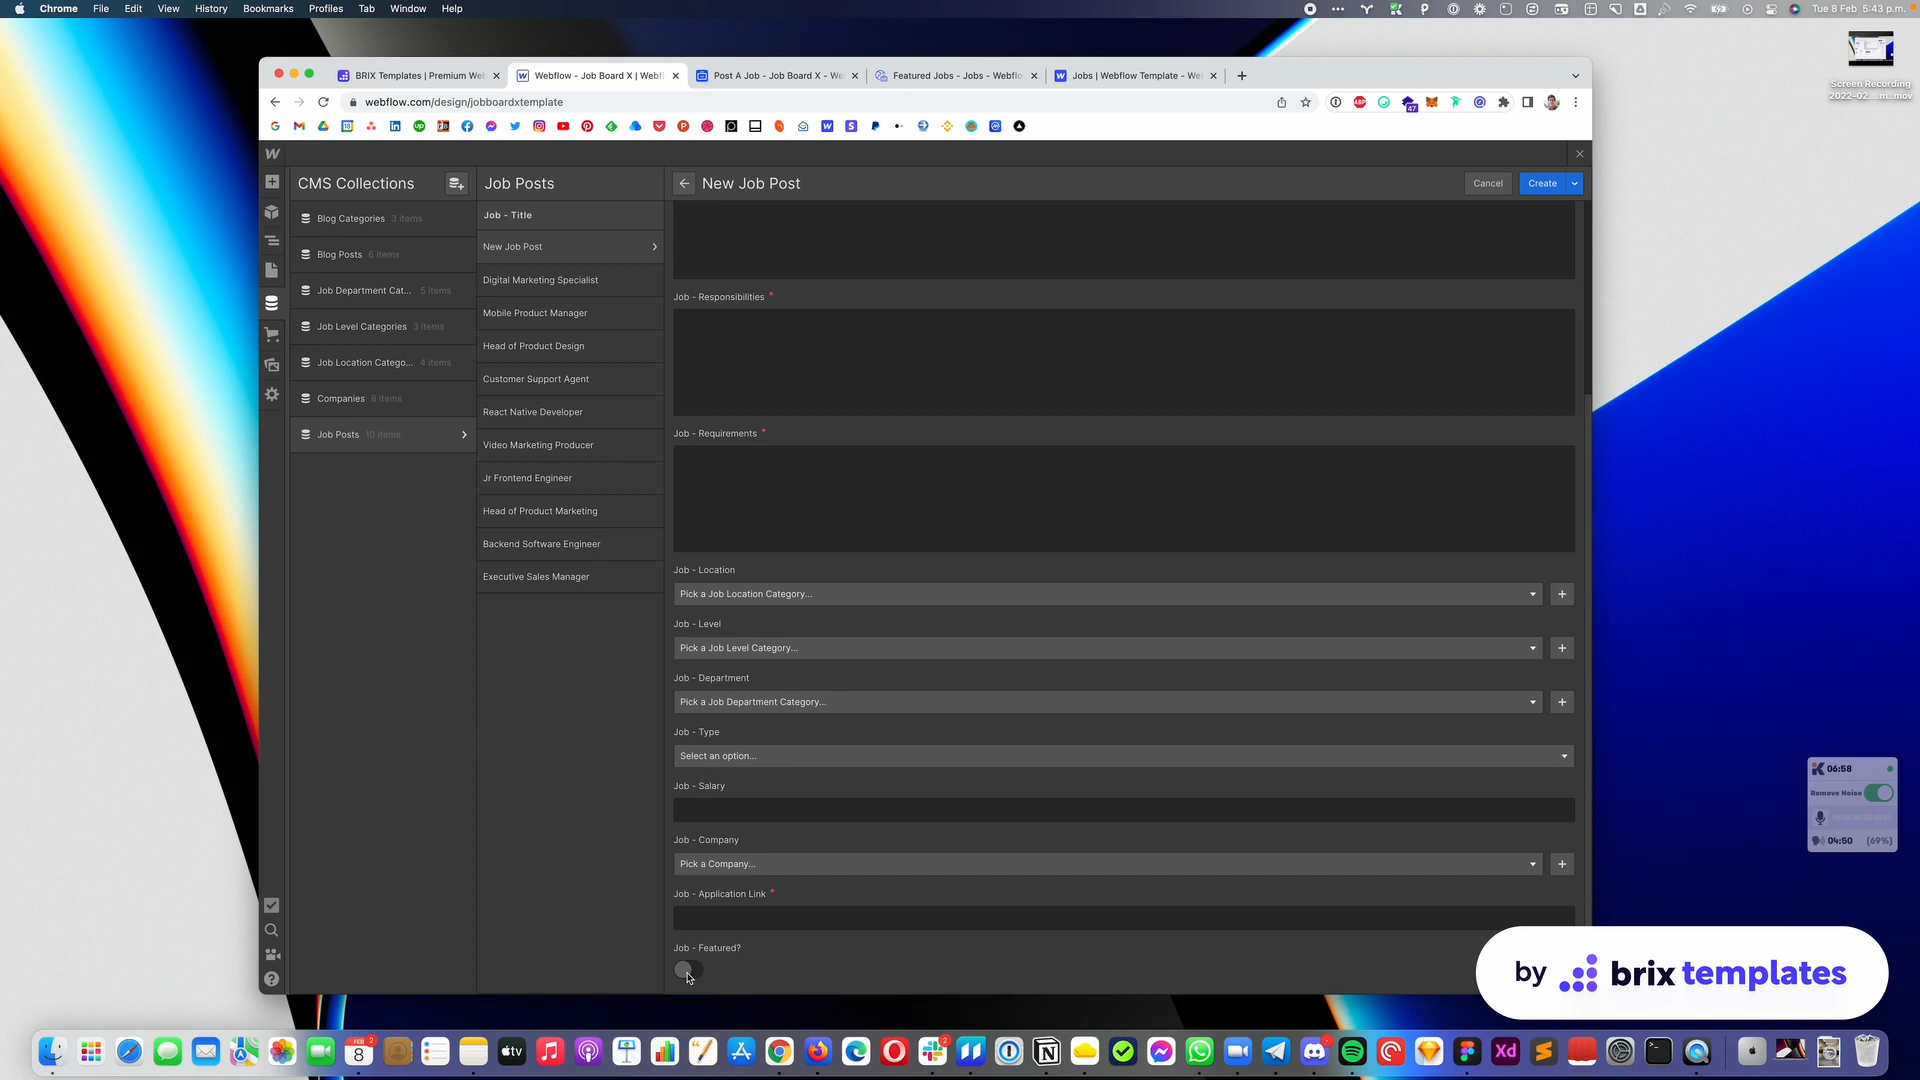 Chrome File Edit View History Bookmarks Profiles Tab Window Help
Tue 8 Feb 5:43 p.m.
Screen Recording
2022-02....m..mov
BRIX Templates | Premium Web
Webflow - Job Board X | Webfl
Post A Job - Job Board X - We
Featured Jobs - Jobs - Webflo
Jobs | Webflow Template - We
webflow.com/design/jobboardxtemplate
CMS Collections
Job Posts
New Job Post
Cancel
Create
Blog Categories 3 items
Blog Posts 6 items
Job Department Cat... 5 items
Job Level Categories 3 items
Job Location Catego... 4 items
Companies 8 items
Job Posts 10 items
Job - Title
New Job Post
Digital Marketing Specialist
Mobile Product Manager
Head of Product Design
Customer Support Agent
React Native Developer
Video Marketing Producer
Jr Frontend Engineer
Head of Product Marketing
Backend Software Engineer
Executive Sales Manager
Job - Responsibilities *
Job - Requirements *
Job - Location
Pick a Job Location Category...
Job - Level
Pick a Job Level Category...
Job - Department
Pick a Job Department Category...
Job - Type
Select an option...
Job - Salary
Job - Company
Pick a Company...
Job - Application Link *
Job - Featured?
06:58
Remove Noise
04:50 (69%)
by brix templates
FEB
8
tv
Xd